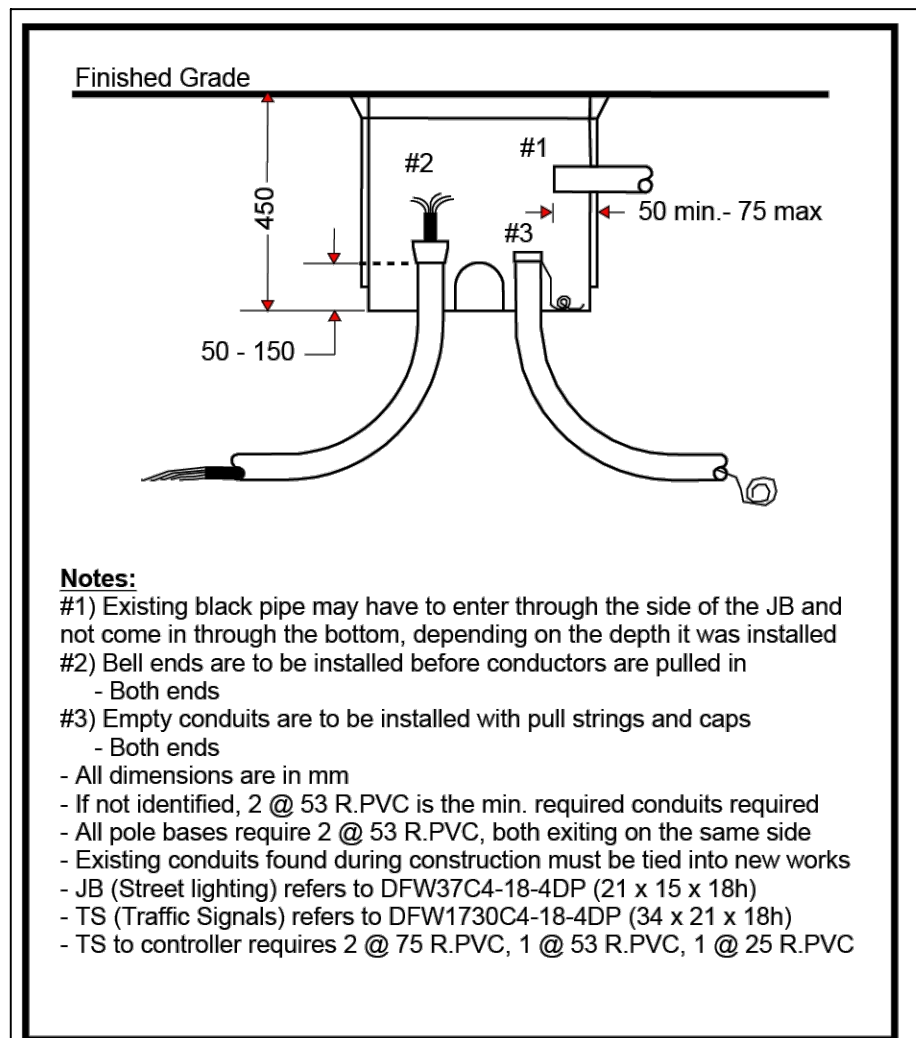 Finished Grade
#1
#2
450
50 min.- 75 max
#3
50 - 150
Notes:
#1) Existing black pipe may have to enter through the side of the JB and
not come in through the bottom, depending on the depth it was installed
#2) Bell ends are to be installed before conductors are pulled in
- Both ends
#3) Empty conduits are to be installed with pull strings and caps
- Both ends
- All dimensions are in mm
- If not identified, 2 @ 53 R.PVC is the min. required conduits required
- All pole bases require 2 @ 53 R.PVC, both exiting on the same side
- Existing conduits found during construction must be tied into new works
- JB (Street lighting) refers to DFW37C4-18-4DP (21 x 15 x 18h)
- TS (Traffic Signals) refers to DFW1730C4-18-4DP (34 x 21 x 18h)
- TS to controller requires 2 @ 75 R.PVC, 1 @ 53 R.PVC, 1 @ 25 R.PVC